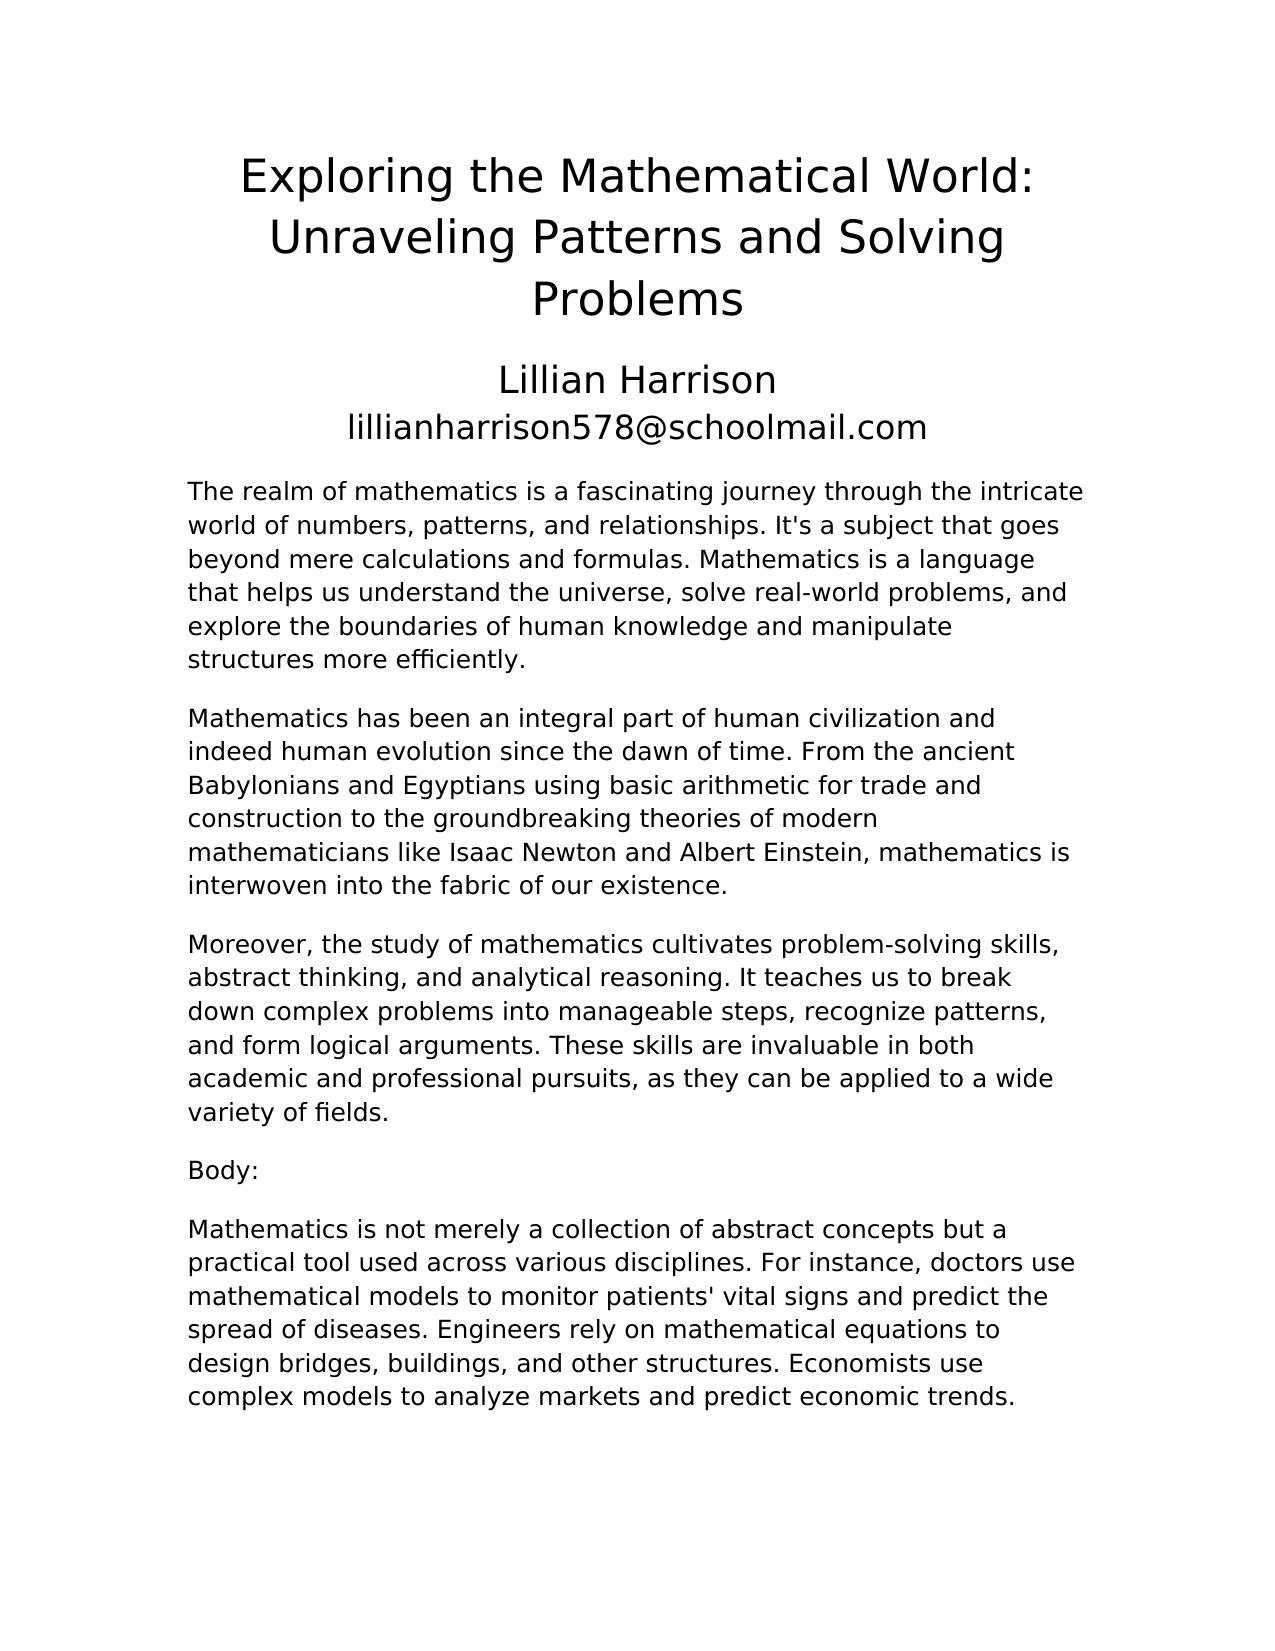 Exploring the Mathematical World:
Unraveling Patterns and Solving
Problems
Lillian Harrison
lillianharrison578@schoolmail.com
The realm of mathematics is a fascinating journey through the intricate
world of numbers, patterns, and relationships. It's a subject that goes
beyond mere calculations and formulas. Mathematics is a language
that helps us understand the universe, solve real-world problems, and
explore the boundaries of human knowledge and manipulate
structures more efficiently.
Mathematics has been an integral part of human civilization and
indeed human evolution since the dawn of time. From the ancient
Babylonians and Egyptians using basic arithmetic for trade and
construction to the groundbreaking theories of modern
mathematicians like Isaac Newton and Albert Einstein, mathematics is
interwoven into the fabric of our existence.
Moreover, the study of mathematics cultivates problem-solving skills,
abstract thinking, and analytical reasoning. It teaches us to break
down complex problems into manageable steps, recognize patterns,
and form logical arguments. These skills are invaluable in both
academic and professional pursuits, as they can be applied to a wide
variety of fields.
Body:
Mathematics is not merely a collection of abstract concepts but a
practical tool used across various disciplines. For instance, doctors use
mathematical models to monitor patients' vital signs and predict the
spread of diseases. Engineers rely on mathematical equations to
design bridges, buildings, and other structures. Economists use
complex models to analyze markets and predict economic trends.